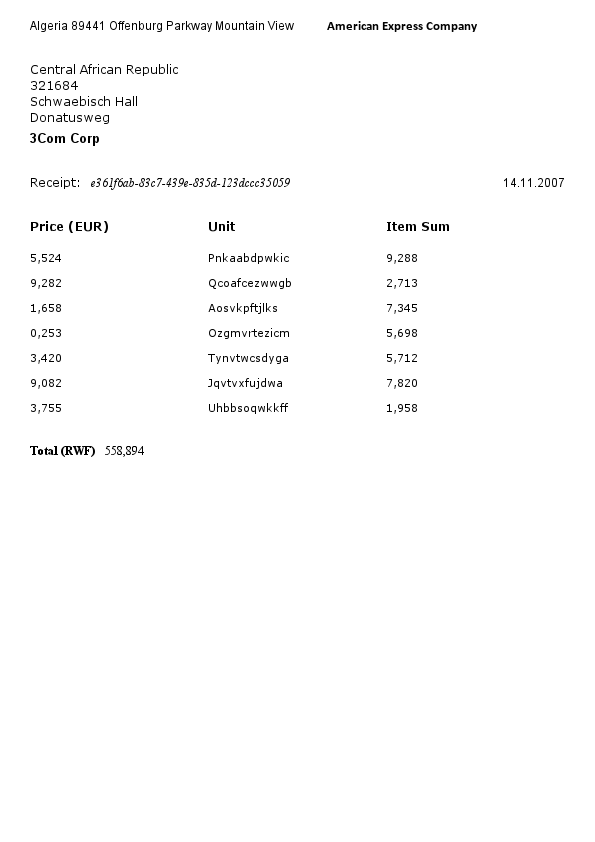 Algeria 89441 Offenburg Parkway Mountain View American Express Company
Central African Republic
321684
Schwaebisch Hall
Donatusweg
3Com Corp
Receipt: e361f6ab-83c7-439e-835d-123dccc35059 14.11.2007
Price (EUR) Unit Item Sum
5,524 Pnkaabdpwkic 9,288
9,282 Qcoafcezwwgb 2,713
1,658 Aosvkpftjlks 7,345
0,253 Ozgmvrtezicm 5,698
3,420 Tynvtwcsdyga 5,712
9,082 Jqvtvxfujdwa 7,820
3,755 Uhbbsoqwkkff 1,958
Total (RWF) 558,894